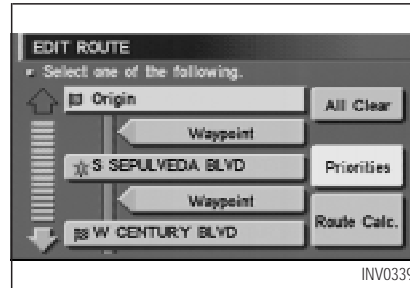 EDIT ROUTE
Select one of the following.
Origin
All Clear
Waypoint
S SEPULVEDA BLVD
Priorities
Waypoint
W CENTURY BLVD
Route Calc.
INV0339